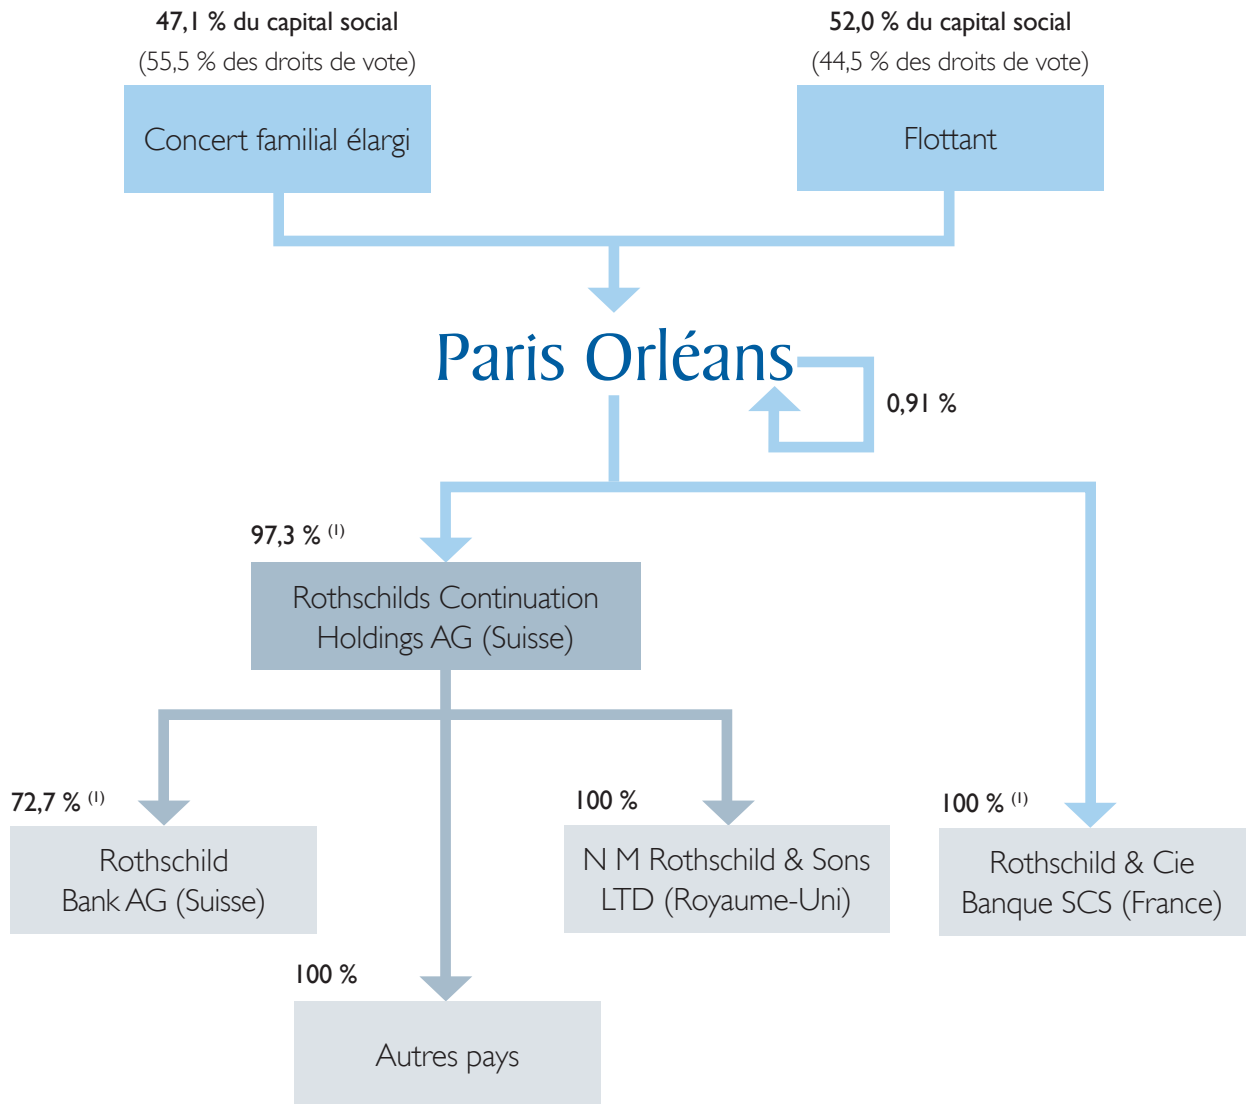 47,1 % du capital social
(55,5 % des droits de vote)
Concert familial élargi
52,0 % du capital social
(44,5 % des droits de vote)
Flottant
Paris Orléans
0,91 %
97,3 % (1)
Rothschilds Continuation
Holdings AG (Suisse)
72,7 % (1)
Rothschild
Bank AG (Suisse)
100 %
N M Rothschild & Sons
LTD (Royaume-Uni)
100 % (1)
Rothschild & Cie
Banque SCS (France)
100 %
Autres pays